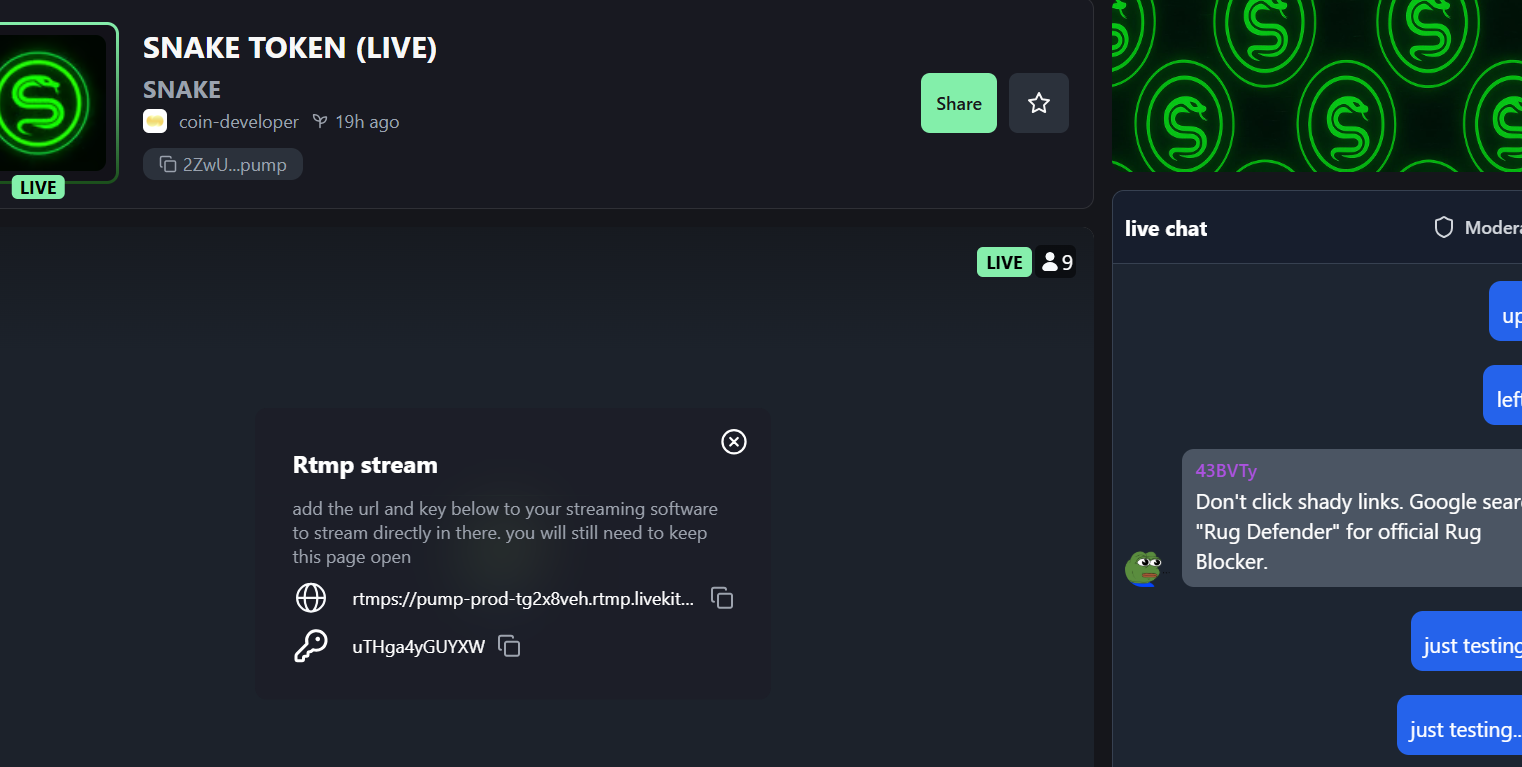 SNAKE TOKEN (LIVE)
SNAKE
coin-developer 19h ago
2ZwU...pump
LIVE
Share
LIVE 9
Rtmp stream
add the url and key below to your streaming software
to stream directly in there. you will still need to keep
this page open
rtmps://pump-prod-tg2x8veh.rtmp.livekit...
uTHga4yGUYXW
live chat Modera
up
left
43BVTy
Don't click shady links. Google sear
"Rug Defender" for official Rug
Blocker.
just testing
just testing..